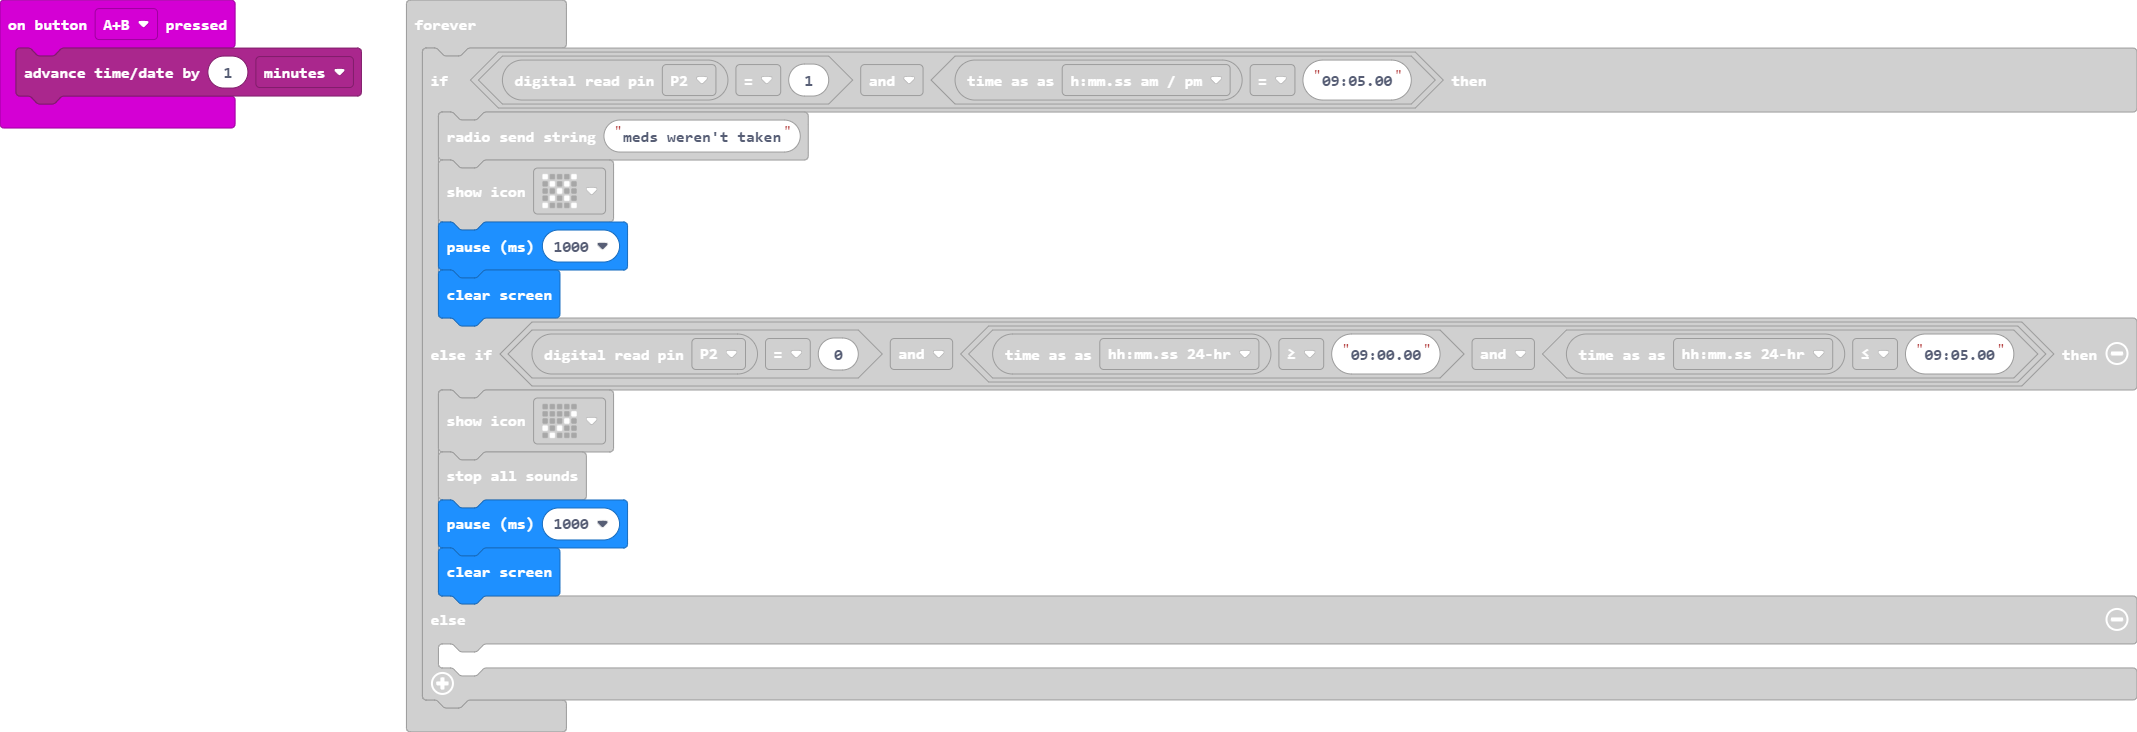 on button A+B pressed
advance time/date by 1 minutes
forever
if digital read pin P2 = 1 and time as as h:mm.ss am / pm = "09:05.00" then
radio send string "meds weren't taken"
show icon
pause (ms) 1000
clear screen
else if digital read pin P2 = 0 and time as as hh:mm.ss 24-hr ≥ "09:00.00" and time as as hh:mm.ss 24-hr ≤ "09:05.00" then
show icon
stop all sounds
pause (ms) 1000
clear screen
else